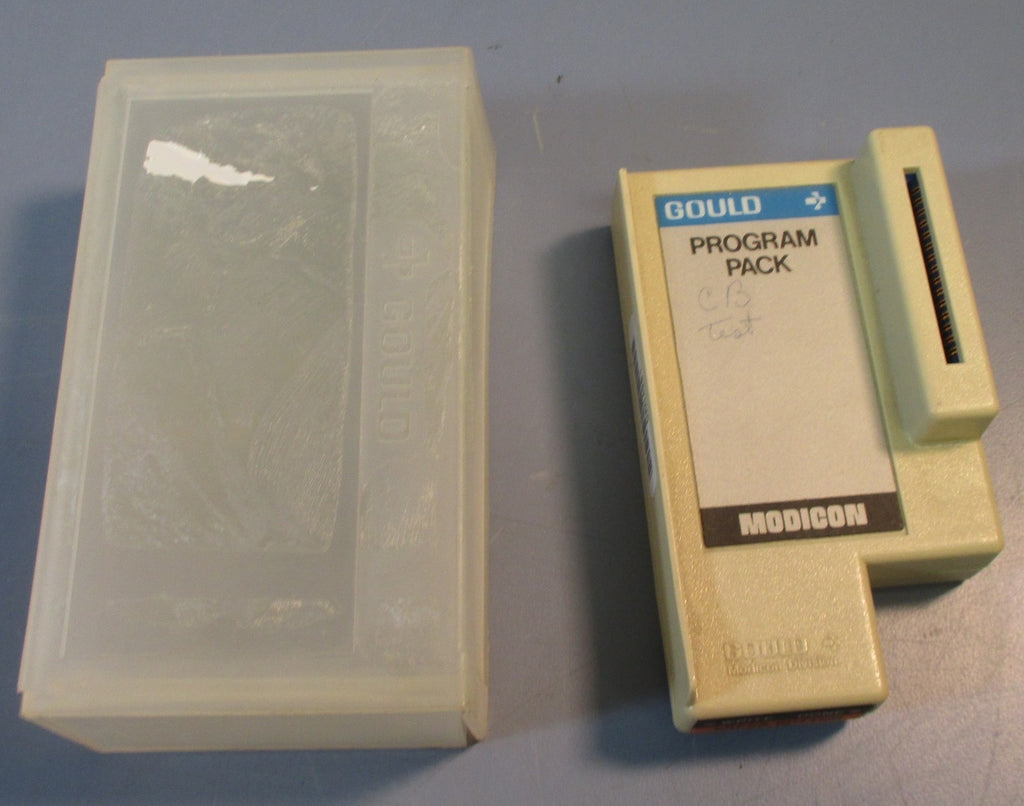 GOULD
GOULD
PROGRAM
PACK
CB
Test
MODICON
GOULD
Modicon Division